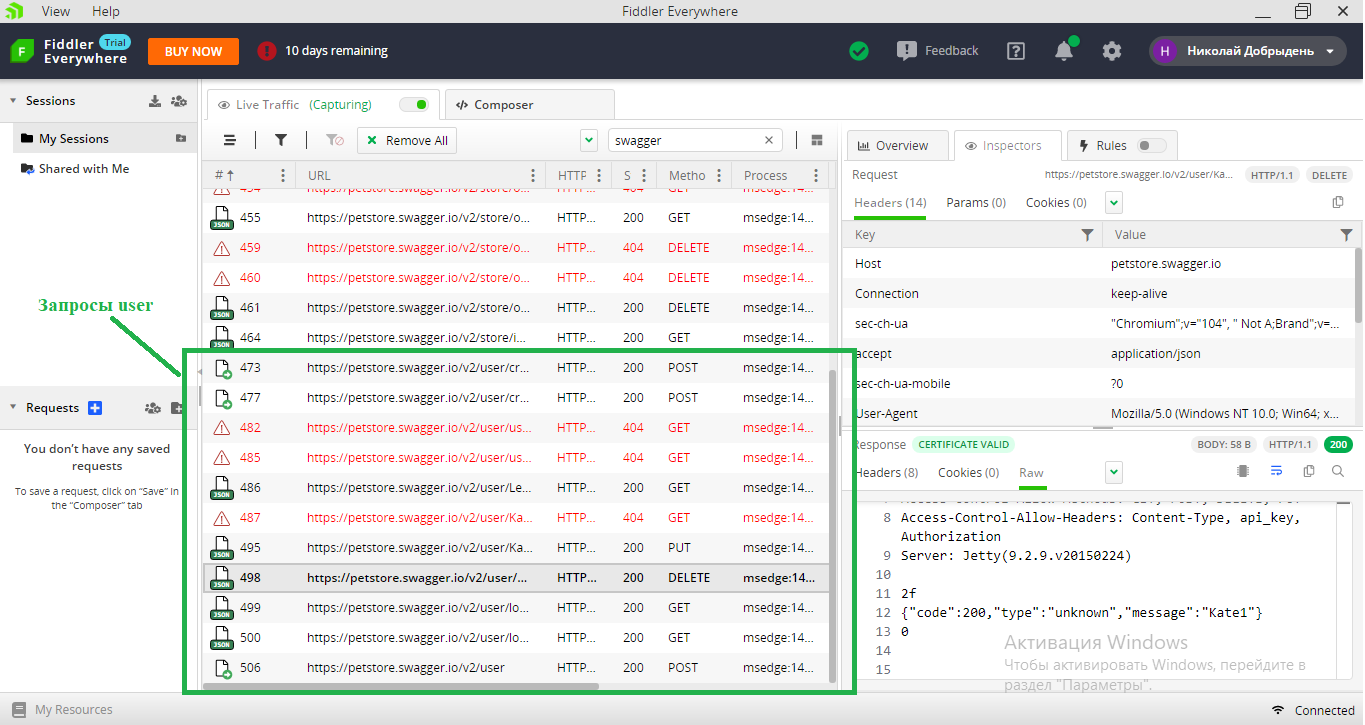 View Help Fiddler Everywhere
Fiddler Trial
Everywhere
BUY NOW
10 days remaining
Feedback
Н Николай Добрыдень
Sessions
My Sessions
Shared with Me
Запросы user
Requests
You don't have any saved
requests
To save a request, click on "Save" in
the "Composer" tab
Live Traffic (Capturing)
Composer
Remove All
swagger
# URL HTTP S Metho Process
454 https://petstore.swagger.io/v2/store/o... HTTP... 404 GET msedge:14...
455 https://petstore.swagger.io/v2/store/o... HTTP... 200 GET msedge:14...
459 https://petstore.swagger.io/v2/store/o... HTTP... 404 DELETE msedge:14...
460 https://petstore.swagger.io/v2/store/o... HTTP... 404 DELETE msedge:14...
461 https://petstore.swagger.io/v2/store/o... HTTP... 200 DELETE msedge:14...
464 https://petstore.swagger.io/v2/store/i... HTTP... 200 GET msedge:14...
473 https://petstore.swagger.io/v2/user/cr... HTTP... 200 POST msedge:14...
477 https://petstore.swagger.io/v2/user/cr... HTTP... 200 POST msedge:14...
482 https://petstore.swagger.io/v2/user/us... HTTP... 404 GET msedge:14...
485 https://petstore.swagger.io/v2/user/us... HTTP... 404 GET msedge:14...
486 https://petstore.swagger.io/v2/user/Le... HTTP... 200 GET msedge:14...
487 https://petstore.swagger.io/v2/user/Ka... HTTP... 404 GET msedge:14...
495 https://petstore.swagger.io/v2/user/Ka... HTTP... 200 PUT msedge:14...
498 https://petstore.swagger.io/v2/user/... HTTP... 200 DELETE msedge:14...
499 https://petstore.swagger.io/v2/user/lo... HTTP... 200 GET msedge:14...
500 https://petstore.swagger.io/v2/user/lo... HTTP... 200 GET msedge:14...
506 https://petstore.swagger.io/v2/user HTTP... 200 POST msedge:14...
Overview Inspectors Rules
Request https://petstore.swagger.io/v2/user/Ka... HTTP/1.1 DELETE
Headers (14) Params (0) Cookies (0)
Key Value
Host petstore.swagger.io
Connection keep-alive
sec-ch-ua "Chromium";v="104", " Not A;Brand";v=...
accept application/json
sec-ch-ua-mobile ?0
User-Agent Mozilla/5.0 (Windows NT 10.0; Win64; x...
Response CERTIFICATE VALID BODY: 58 B HTTP/1.1 200
Headers (8) Cookies (0) Raw
8 Access-Control-Allow-Headers: Content-Type, api_key,
Authorization
9 Server: Jetty(9.2.9.v20150224)
10
11 2f
12 {"code":200,"type":"unknown","message":"Kate1"}
13 0
14
15
Активация Windows
Чтобы активировать Windows, перейдите в
раздел "Параметры".
My Resources
Connected